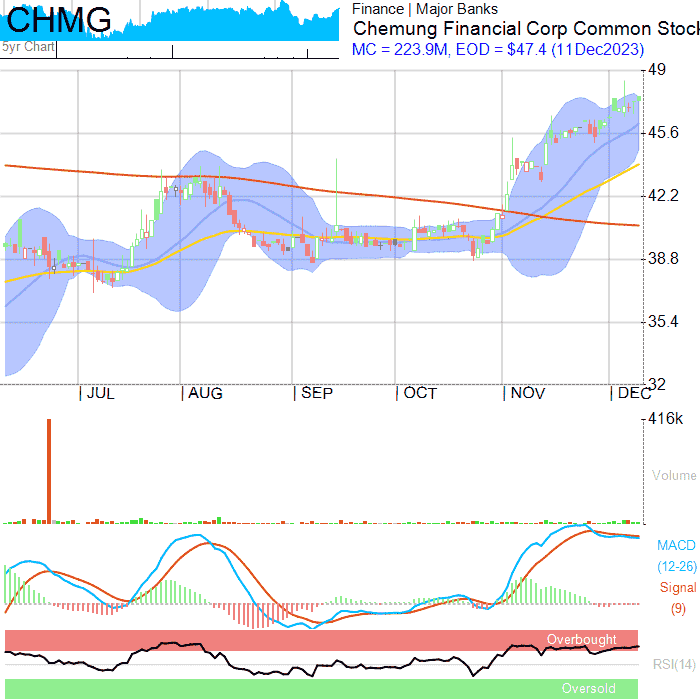 CHMG
5yr Chart
Finance | Major Banks
Chemung Financial Corp Common Stoc
MC = 223.9M, EOD = $47.4 (11Dec2023)
49
45.6
42.2
38.8
35.4
32
JUL AUG SEP OCT NOV DEC
416k
Volume
MACD
(12-26)
Signal
(9)
Overbought
RSI(14)
Oversold